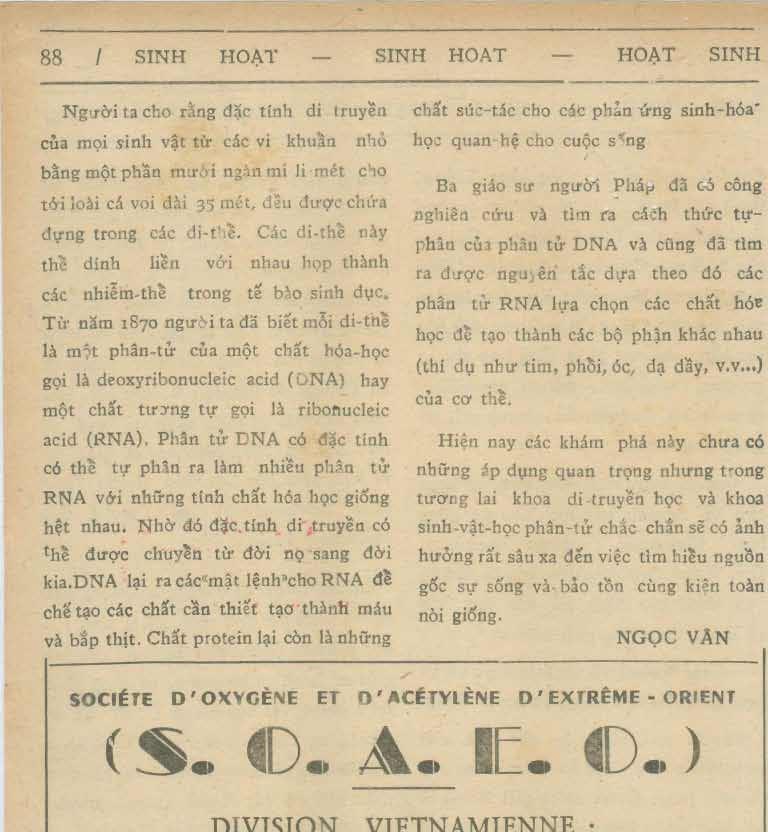 88 / SINH HOẠT — SINH HOẠT — HOẠT SINH
Người ta cho rằng đặc tính di truyền
của mọi sinh vật từ các vi khuẩn nhỏ
bằng một phần mười ngàn mi li mét cho
tới loài cá voi dài 35 mét, đều được chứa
đựng trong các di-thể. Các di-thể này
thể dính liền với nhau họp thành
các nhiễm-thể trong tế bào sinh dục.
Từ năm 1870 người ta đã biết mỗi di-thể
là một phân-tử của một chất hóa-học
gọi là deoxyribonucleic acid (DNA) hay
một chất tương tự gọi là ribonucleic
acid (RNA). Phân tử DNA có đặc tính
có thể tự phân ra làm nhiều phân tử
RNA với những tính chất hóa học giống
hệt nhau. Nhờ đó đặc tính di truyền có
thể được chuyển từ đời nọ sang đời
kia.DNA lại ra các“mật lệnh”cho RNA để
chế tạo các chất cần thiết tạo thành máu
và bắp thịt. Chất protein lại còn là những
chất súc-tác cho các phản ứng sinh-hóa
học quan-hệ cho cuộc sống
Ba giáo sư người Pháp đã có công
nghiên cứu và tìm ra cách thức tự-
phân của phân tử DNA và cũng đã tìm
ra được nguyên tắc dựa theo đó các
phân tử RNA lựa chọn các chất hóa
học để tạo thành các bộ phận khác nhau
(thí dụ như tim, phổi, óc, dạ dầy, v.v...)
của cơ thể.
Hiện nay các khám phá này chưa có
những áp dụng quan trọng nhưng trong
tương lai khoa di-truyền học và khoa
sinh-vật-học phân-tử chắc chắn sẽ có ảnh
hưởng rất sâu xa đến việc tìm hiểu nguồn
gốc sự sống và bảo tồn cùng kiện toàn
nòi giống.
NGỌC VÂN
SOCIÉTE D'OXYGÈNE ET D'ACÉTYLÈNE D'EXTRÊME - ORIENT
(S. O. A. E. O.)
DIVISION VIETNAMIENNE :